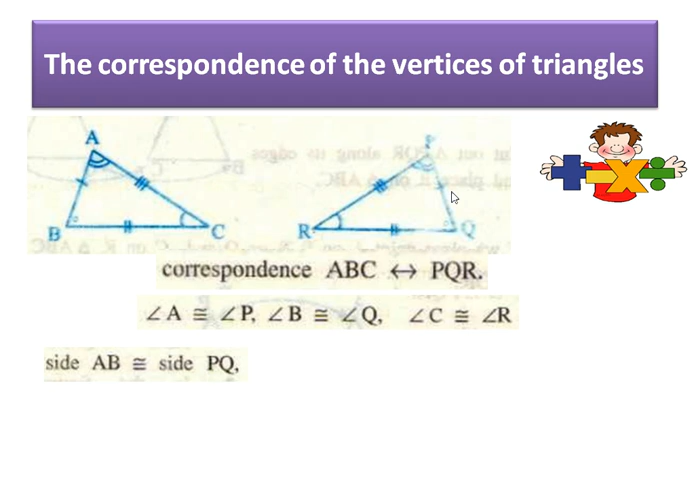 The correspondence of the vertices of triangles
A
P
B
C
R
Q
correspondence ABC ↔ PQR.
∠A ≅ ∠P, ∠B ≅ ∠Q, ∠C ≅ ∠R
side AB ≅ side PQ,